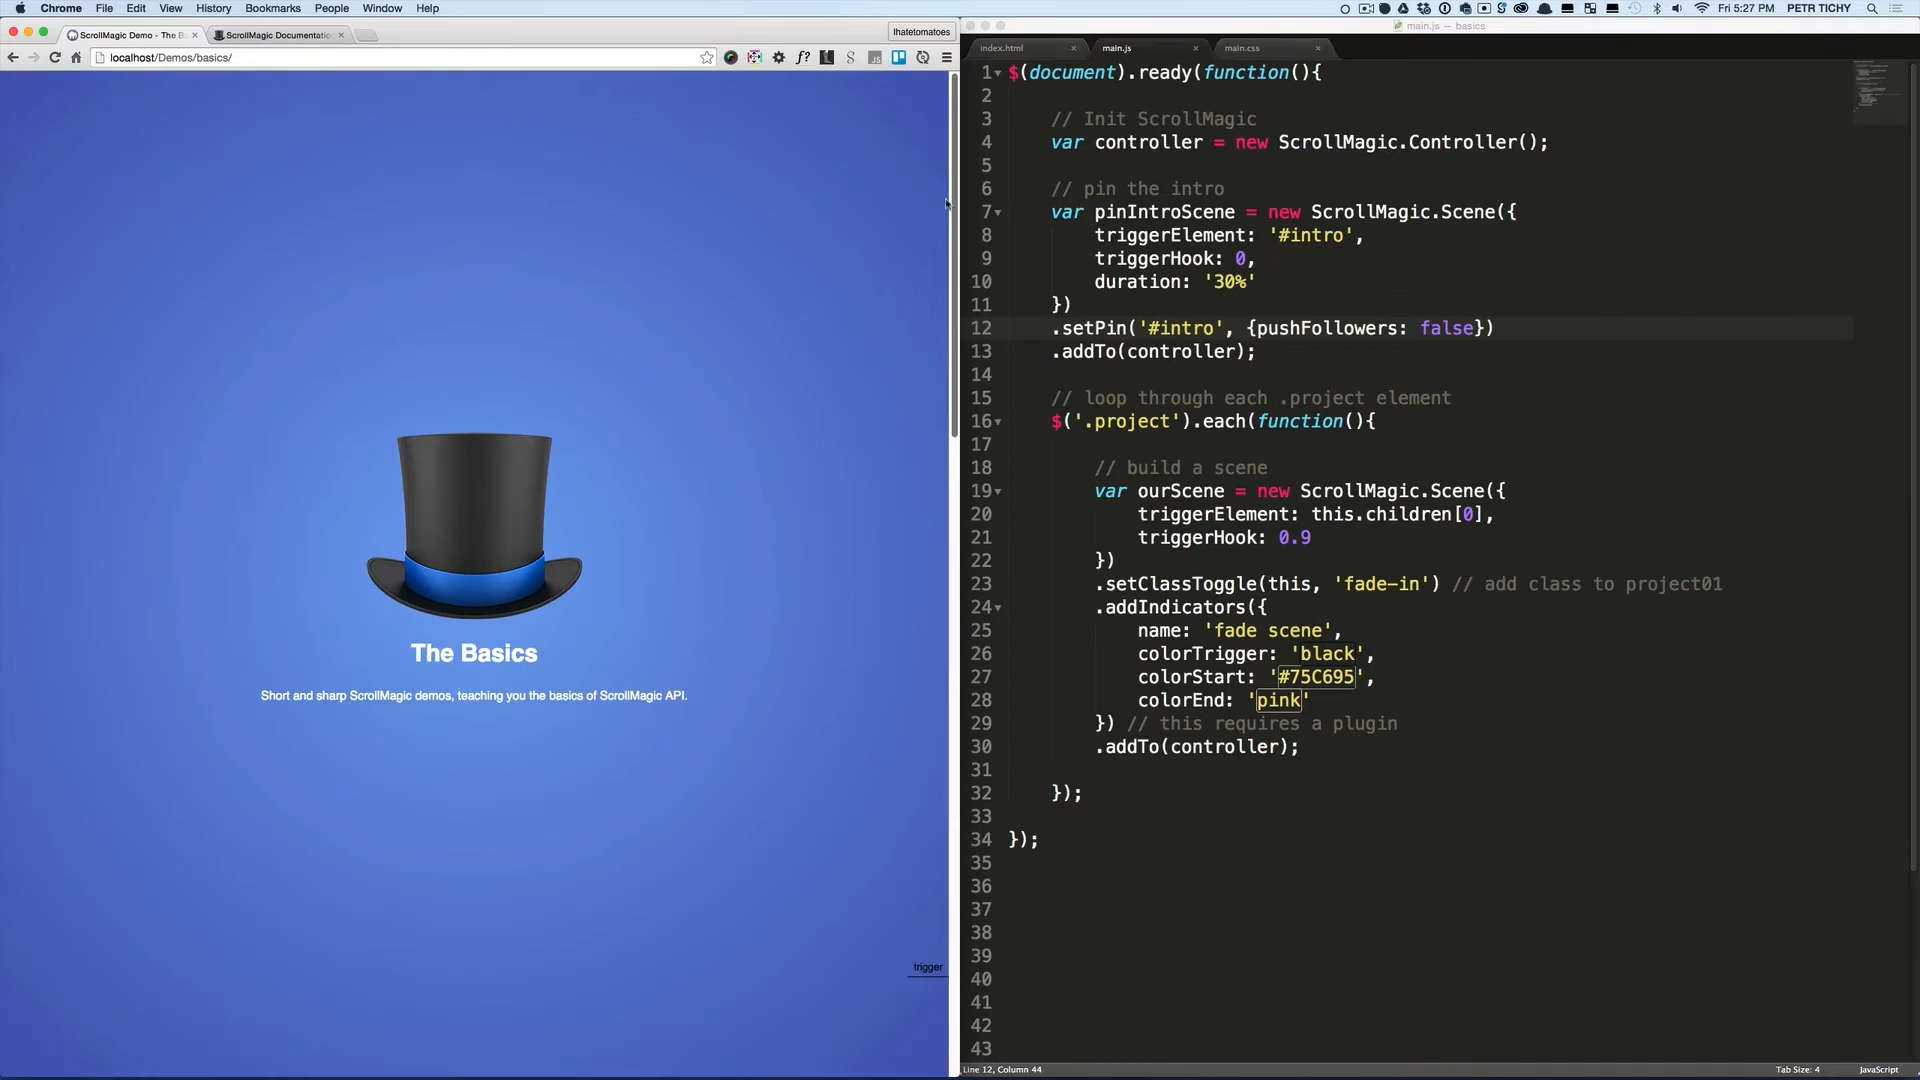 Chrome File Edit View History Bookmarks People Window Help
Fri 5:27 PM PETR TICHY
ScrollMagic Demo - The B
ScrollMagic Documentatio
Ihatetomatoes
localhost/Demos/basics/
The Basics
Short and sharp ScrollMagic demos, teaching you the basics of ScrollMagic API.
trigger
main.js — basics
index.html
main.js
main.css
1 $(document).ready(function(){
2
3 // Init ScrollMagic
4 var controller = new ScrollMagic.Controller();
5
6 // pin the intro
7 var pinIntroScene = new ScrollMagic.Scene({
8 triggerElement: '#intro',
9 triggerHook: 0,
10 duration: '30%'
11 })
12 .setPin('#intro', {pushFollowers: false})
13 .addTo(controller);
14
15 // loop through each .project element
16 $('.project').each(function(){
17
18 // build a scene
19 var ourScene = new ScrollMagic.Scene({
20 triggerElement: this.children[0],
21 triggerHook: 0.9
22 })
23 .setClassToggle(this, 'fade-in') // add class to project01
24 .addIndicators({
25 name: 'fade scene',
26 colorTrigger: 'black',
27 colorStart: '#75C695',
28 colorEnd: 'pink'
29 }) // this requires a plugin
30 .addTo(controller);
31
32 });
33
34 });
35
36
37
38
39
40
41
42
43
Line 12, Column 44
Tab Size: 4
JavaScript